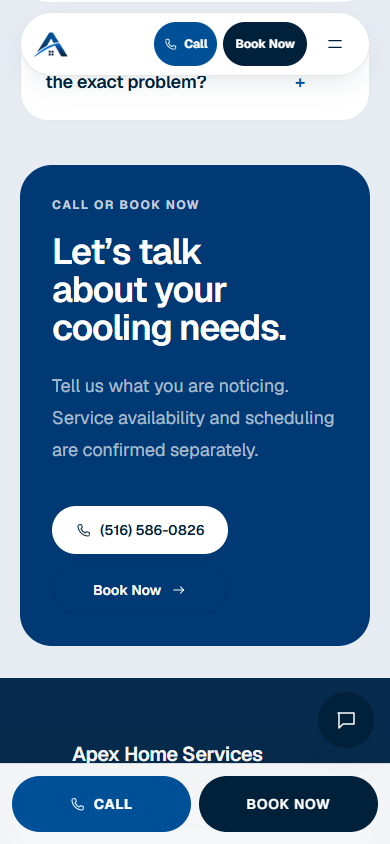 Call
Book Now
the exact problem?
+
CALL OR BOOK NOW
Let’s talk
about your
cooling needs.
Tell us what you are noticing.
Service availability and scheduling
are confirmed separately.
(516) 586-0826
Book Now →
Apex Home Services
CALL
BOOK NOW